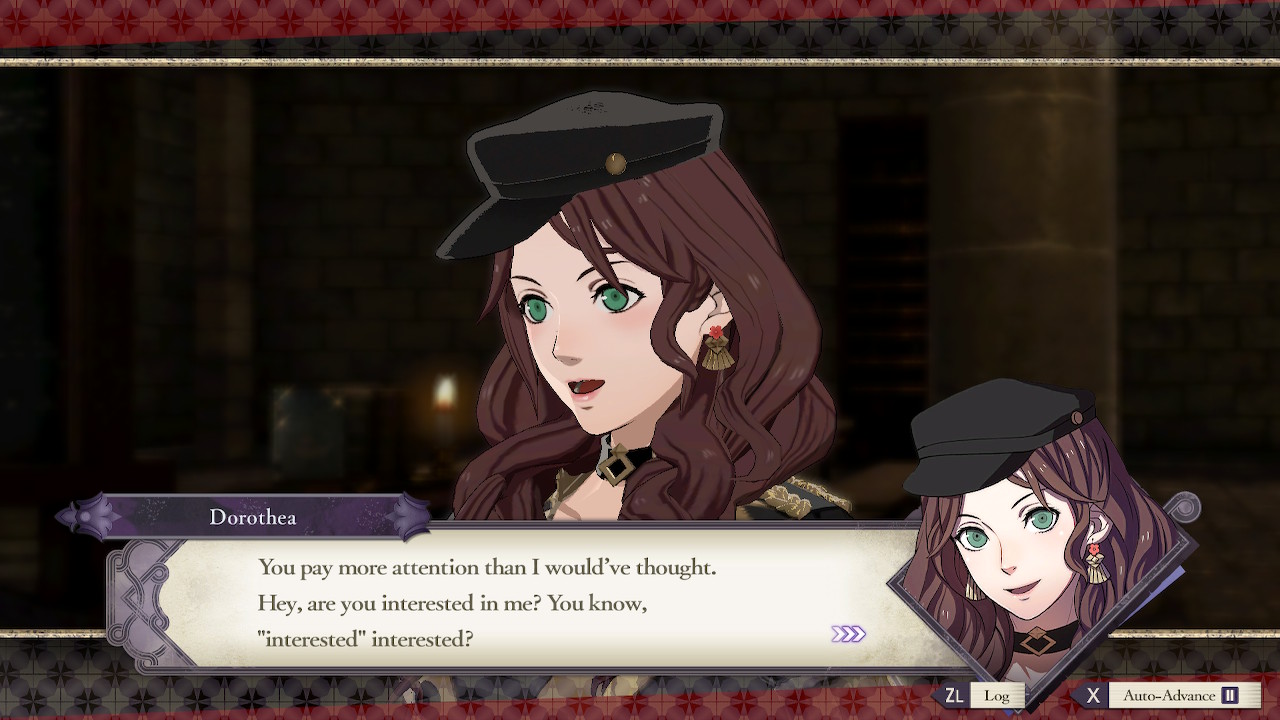 Dorothea
You pay more attention than I would've thought.
Hey, are you interested in me? You know,
"interested" interested?
ZL Log
X Auto-Advance